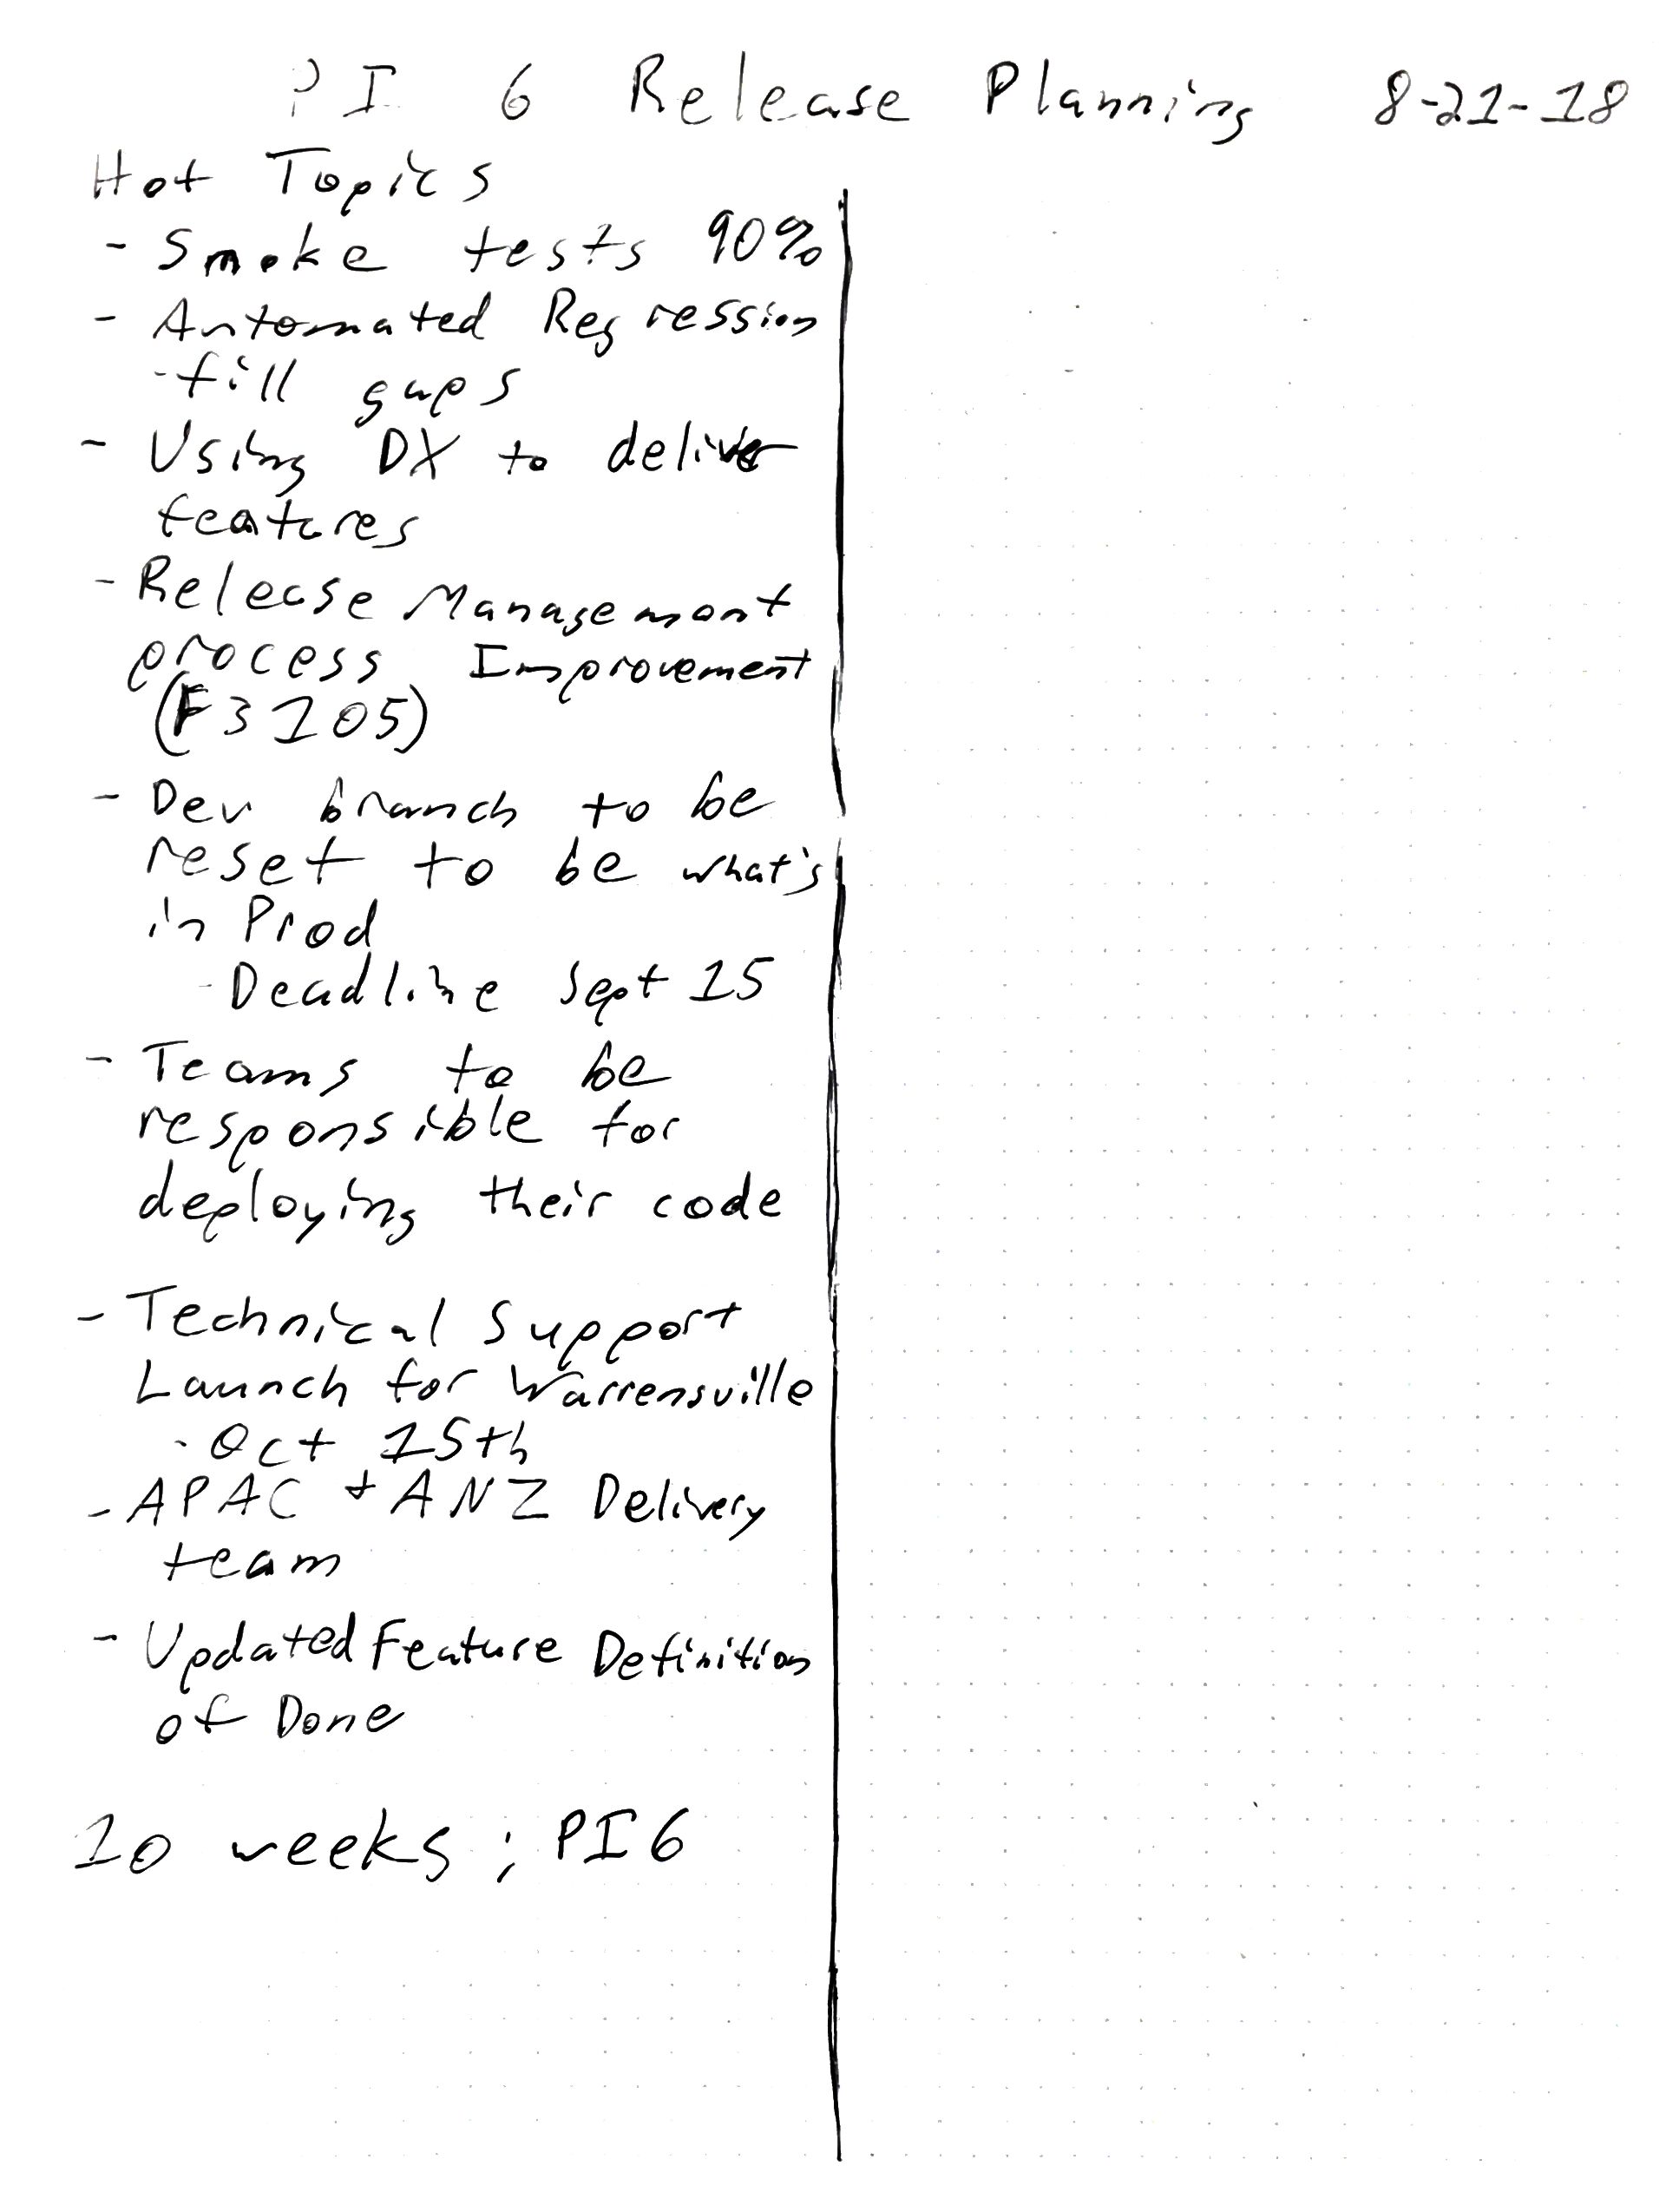 PI 6 Release Planning 8-21-18
Hot Topics
- Smoke tests 90%
- Automated Regression
- fill gaps
- Using DX to deliver
features
- Release Management
process Improvement
(F3105)
- Dev branch to be
reset to be what's
in Prod
- Deadline Sept 15
- Teams to be
responsible for
deploying their code
- Technical Support
Launch for Warrensville
- Oct 15th
- APAC + ANZ Delivery
team
- Updated Feature Definition
of Done
10 weeks ; PI6